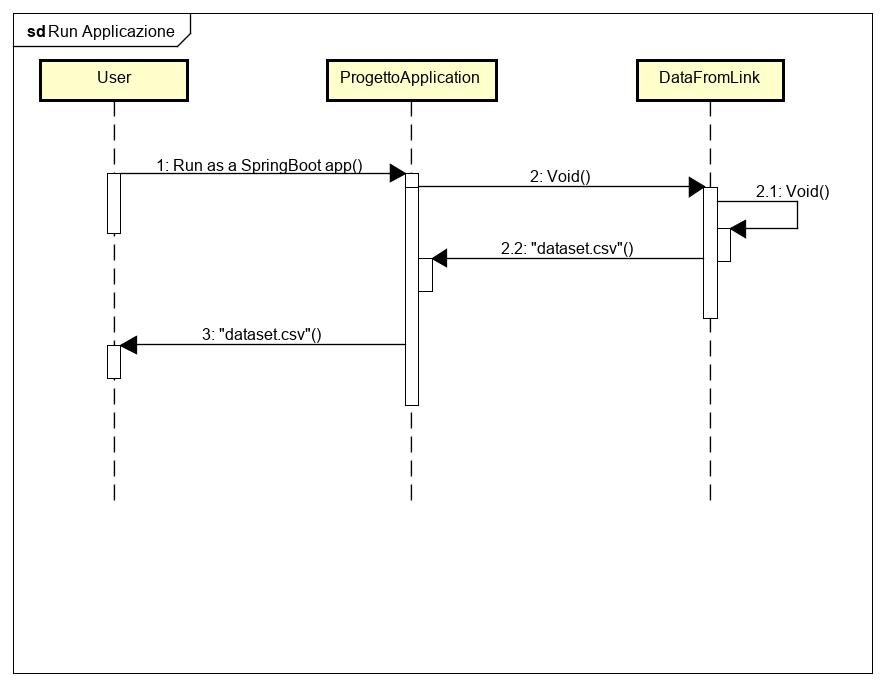 sd Run Applicazione
User
ProgettoApplication
DataFromLink
1: Run as a SpringBoot app()
2: Void()
2.1: Void()
2.2: "dataset.csv"()
3: "dataset.csv"()